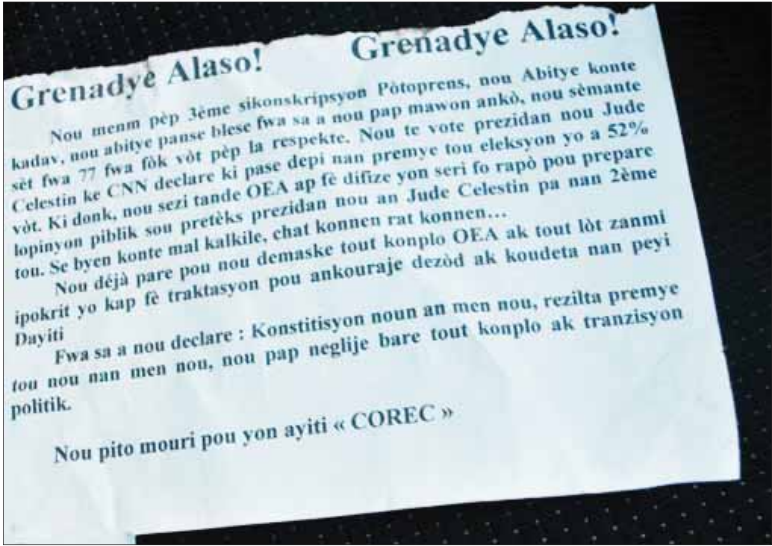 Grenadye Alaso! Grenadye Alaso!
Nou menm pèp 3ème sikonskripsyon Pòtoprens, nou Abitye konte
kadav, nou abitye panse blese fwa sa a nou pap mawon ankò, nou sèmante
sèt fwa 77 fwa fòk vòt pèp la respekte. Nou te vote prezidan nou Jude
Celestin ke CNN declare ki pase depi nan premye tou eleksyon yo a 52%
vòt. Ki donk, nou sezi tande OEA ap fè difize yon seri fo rapò pou prepare
lopinyon piblik sou pretèks prezidan nou an Jude Celestin pa nan 2ème
tou. Se byen konte mal kalkile, chat konnen rat konnen…
Nou déjà pare pou nou demaske tout konplo OEA ak tout lòt zanmi
ipokrit yo kap fè traktasyon pou ankouraje dezòd ak koudeta nan peyi
Dayiti
Fwa sa a nou declare : Konstitisyon noun an men nou, rezilta premye
tou nou nan men nou, nou pap neglije bare tout konplo ak tranzisyon
politik.
Nou pito mouri pou yon ayiti « COREC »